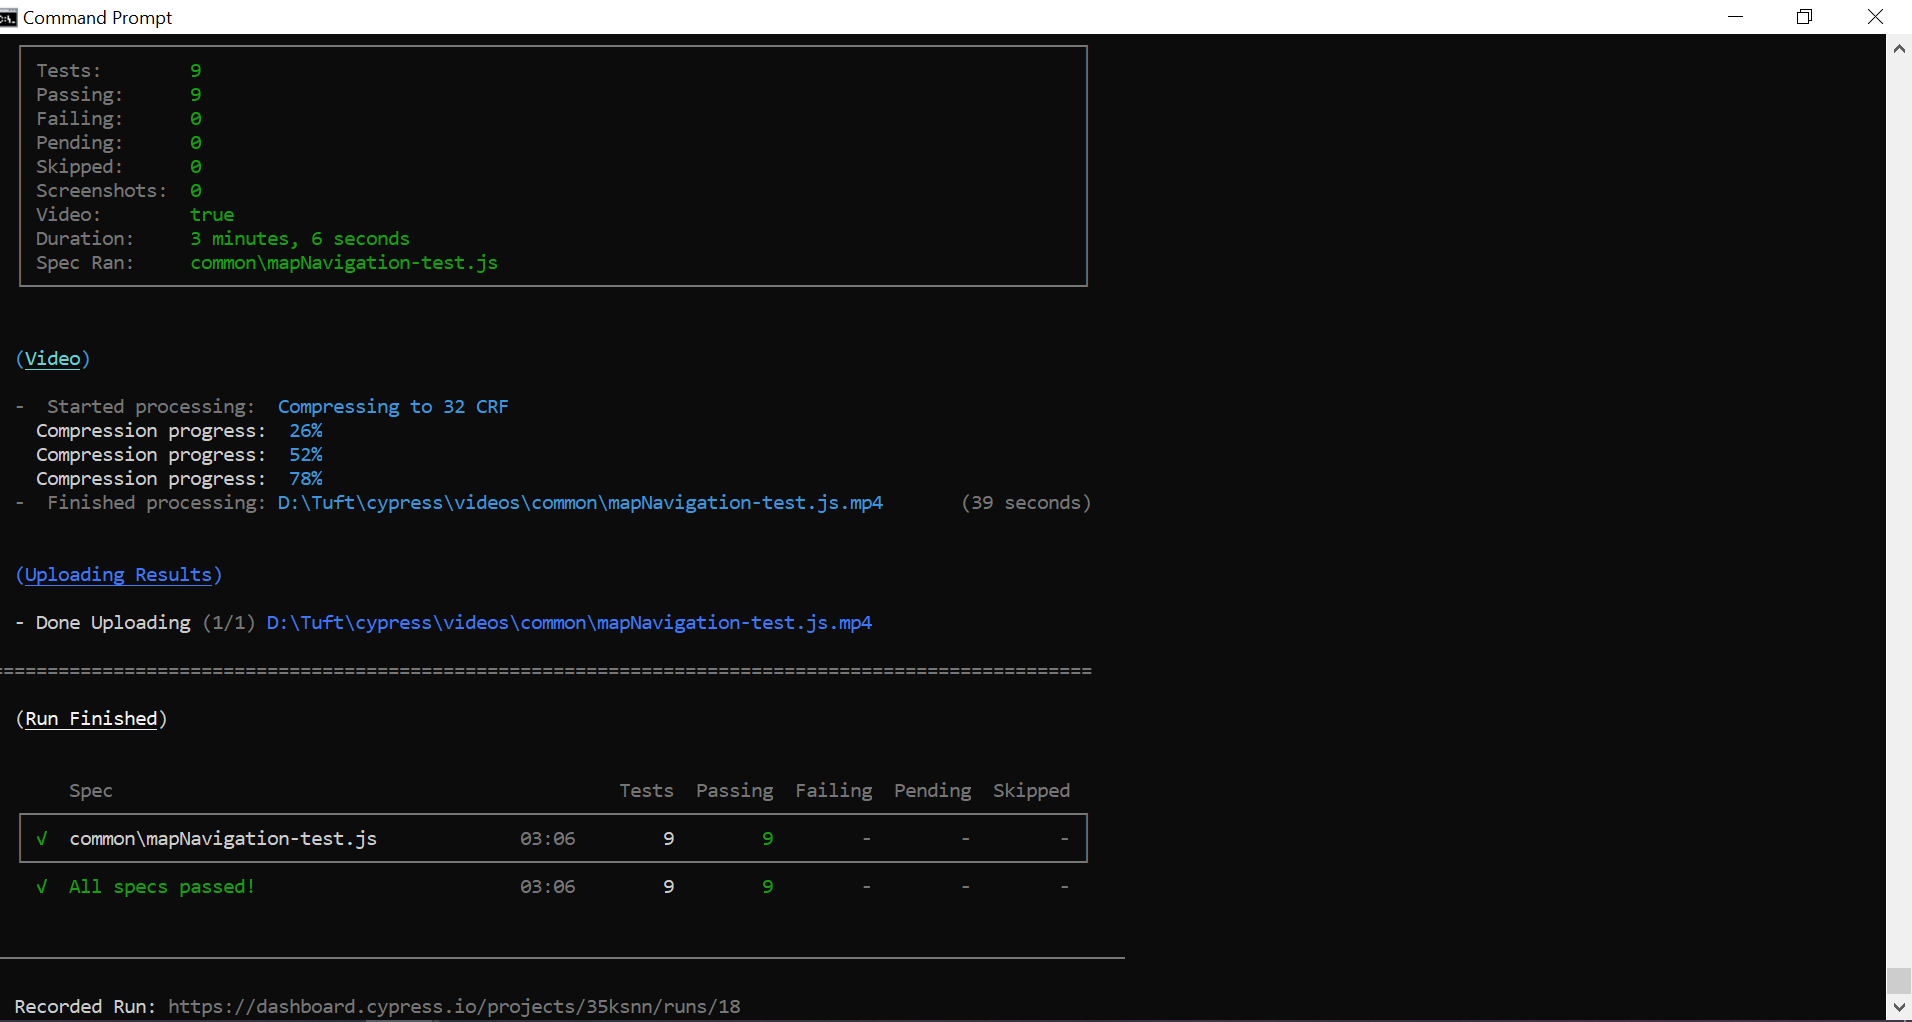 Command Prompt
Tests: 9
Passing: 9
Failing: 0
Pending: 0
Skipped: 0
Screenshots: 0
Video: true
Duration: 3 minutes, 6 seconds
Spec Ran: common\mapNavigation-test.js
(Video)
- Started processing: Compressing to 32 CRF
Compression progress: 26%
Compression progress: 52%
Compression progress: 78%
- Finished processing: D:\Tuft\cypress\videos\common\mapNavigation-test.js.mp4 (39 seconds)
(Uploading Results)
- Done Uploading (1/1) D:\Tuft\cypress\videos\common\mapNavigation-test.js.mp4
====================================================================================================
(Run Finished)
Spec Tests Passing Failing Pending Skipped
√ common\mapNavigation-test.js 03:06 9 9 - - -
√ All specs passed! 03:06 9 9 - - -
Recorded Run: https://dashboard.cypress.io/projects/35ksnn/runs/18